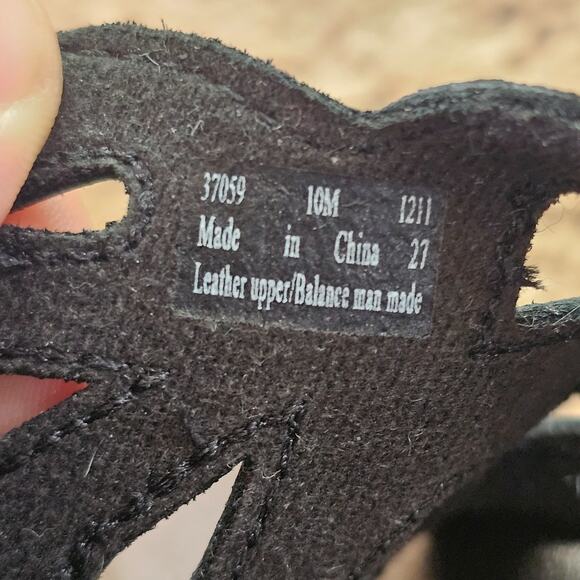 37059 10M 1211
Made in China 27
Leather upper/Balance man made